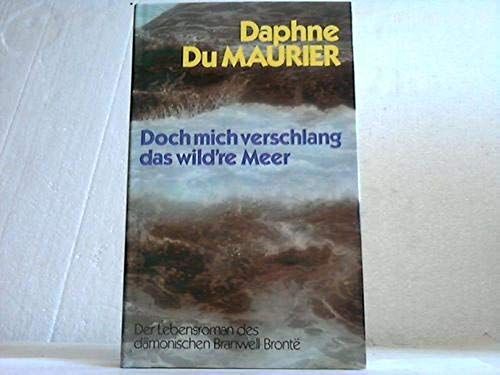 Daphne
Du MAURIER
Doch mich verschlang
das wild're Meer
Der Lebensroman des
dämonischen Branwell Brontë